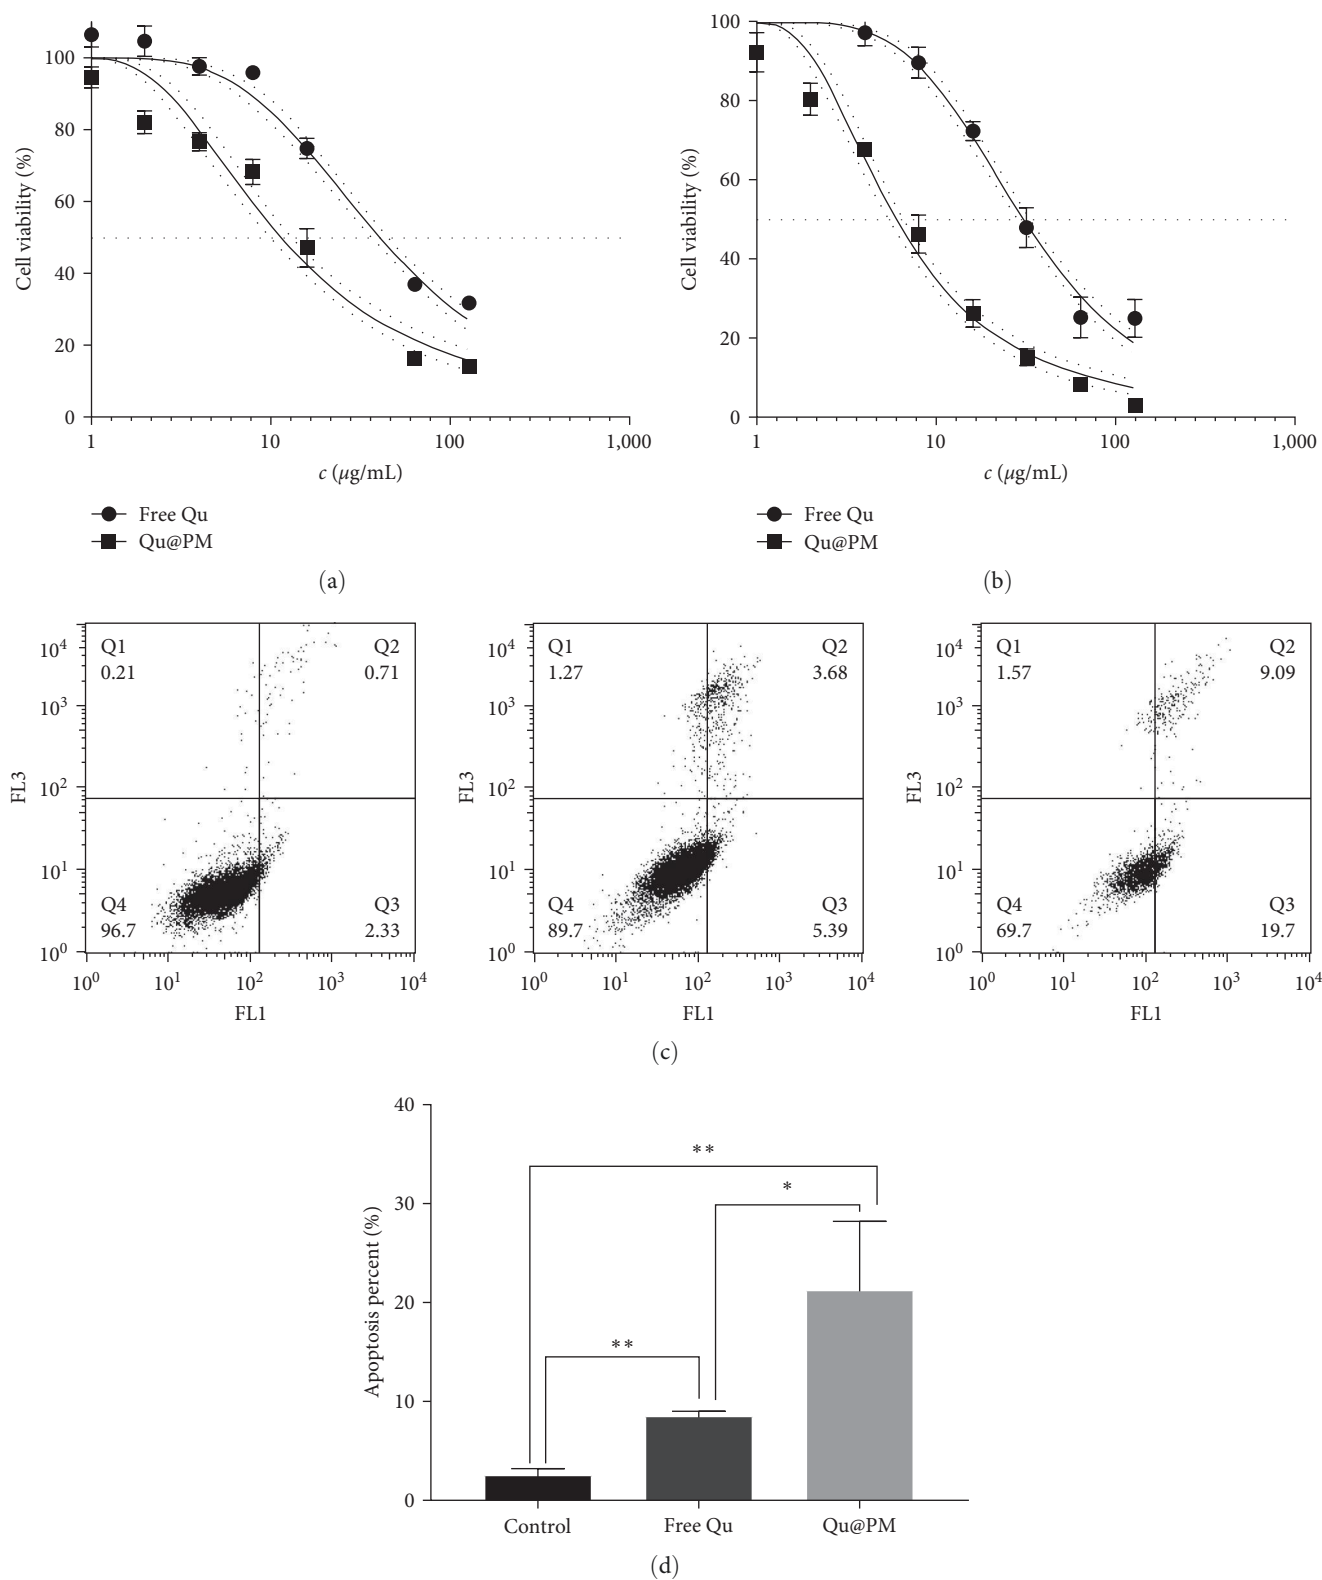 100
80
60
40
20
0
Cell viability (%)
1
10
100
1,000
c (μg/mL)
Free Qu
Qu@PM
(a)
100
80
60
40
20
0
Cell viability (%)
1
10
100
1,000
c (μg/mL)
Free Qu
Qu@PM
(b)
Q1
0.21
Q2
0.71
Q4
96.7
Q3
2.33
10⁴
10³
10²
10¹
10⁰
FL3
10⁰ 10¹ 10² 10³ 10⁴
FL1
Q1
1.27
Q2
3.68
Q4
89.7
Q3
5.39
10⁴
10³
10²
10¹
10⁰
FL3
10⁰ 10¹ 10² 10³ 10⁴
FL1
Q1
1.57
Q2
9.09
Q4
69.7
Q3
19.7
10⁴
10³
10²
10¹
10⁰
FL3
10⁰ 10¹ 10² 10³ 10⁴
FL1
(c)
40
30
20
10
0
Apoptosis percent (%)
**
*
**
Control
Free Qu
Qu@PM
(d)